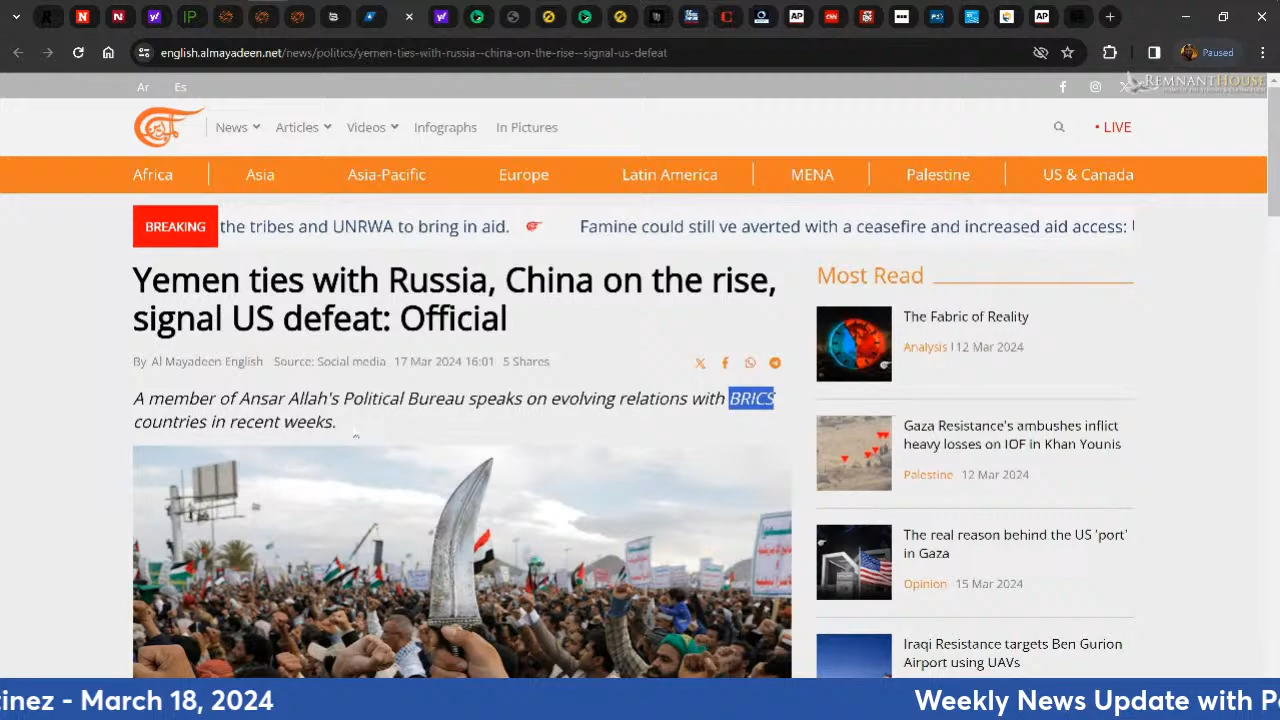 english.almayadeen.net/news/politics/yemen-ties-with-russia--china-on-the-rise--signal-us-defeat
Paused
Ar Es
REMNANT HOUSE
News Articles Videos Infographs In Pictures
• LIVE
Africa Asia Asia-Pacific Europe Latin America MENA Palestine US & Canada
BREAKING the tribes and UNRWA to bring in aid. Famine could still ve averted with a ceasefire and increased aid access:
Yemen ties with Russia, China on the rise,
signal US defeat: Official
By Al Mayadeen English Source: Social media 17 Mar 2024 16:01 5 Shares
A member of Ansar Allah's Political Bureau speaks on evolving relations with BRICS
countries in recent weeks.
Most Read
The Fabric of Reality
Analysis | 12 Mar 2024
Gaza Resistance's ambushes inflict
heavy losses on IOF in Khan Younis
Palestine 12 Mar 2024
The real reason behind the US 'port'
in Gaza
Opinion 15 Mar 2024
Iraqi Resistance targets Ben Gurion
Airport using UAVs
tinez - March 18, 2024 Weekly News Update with P